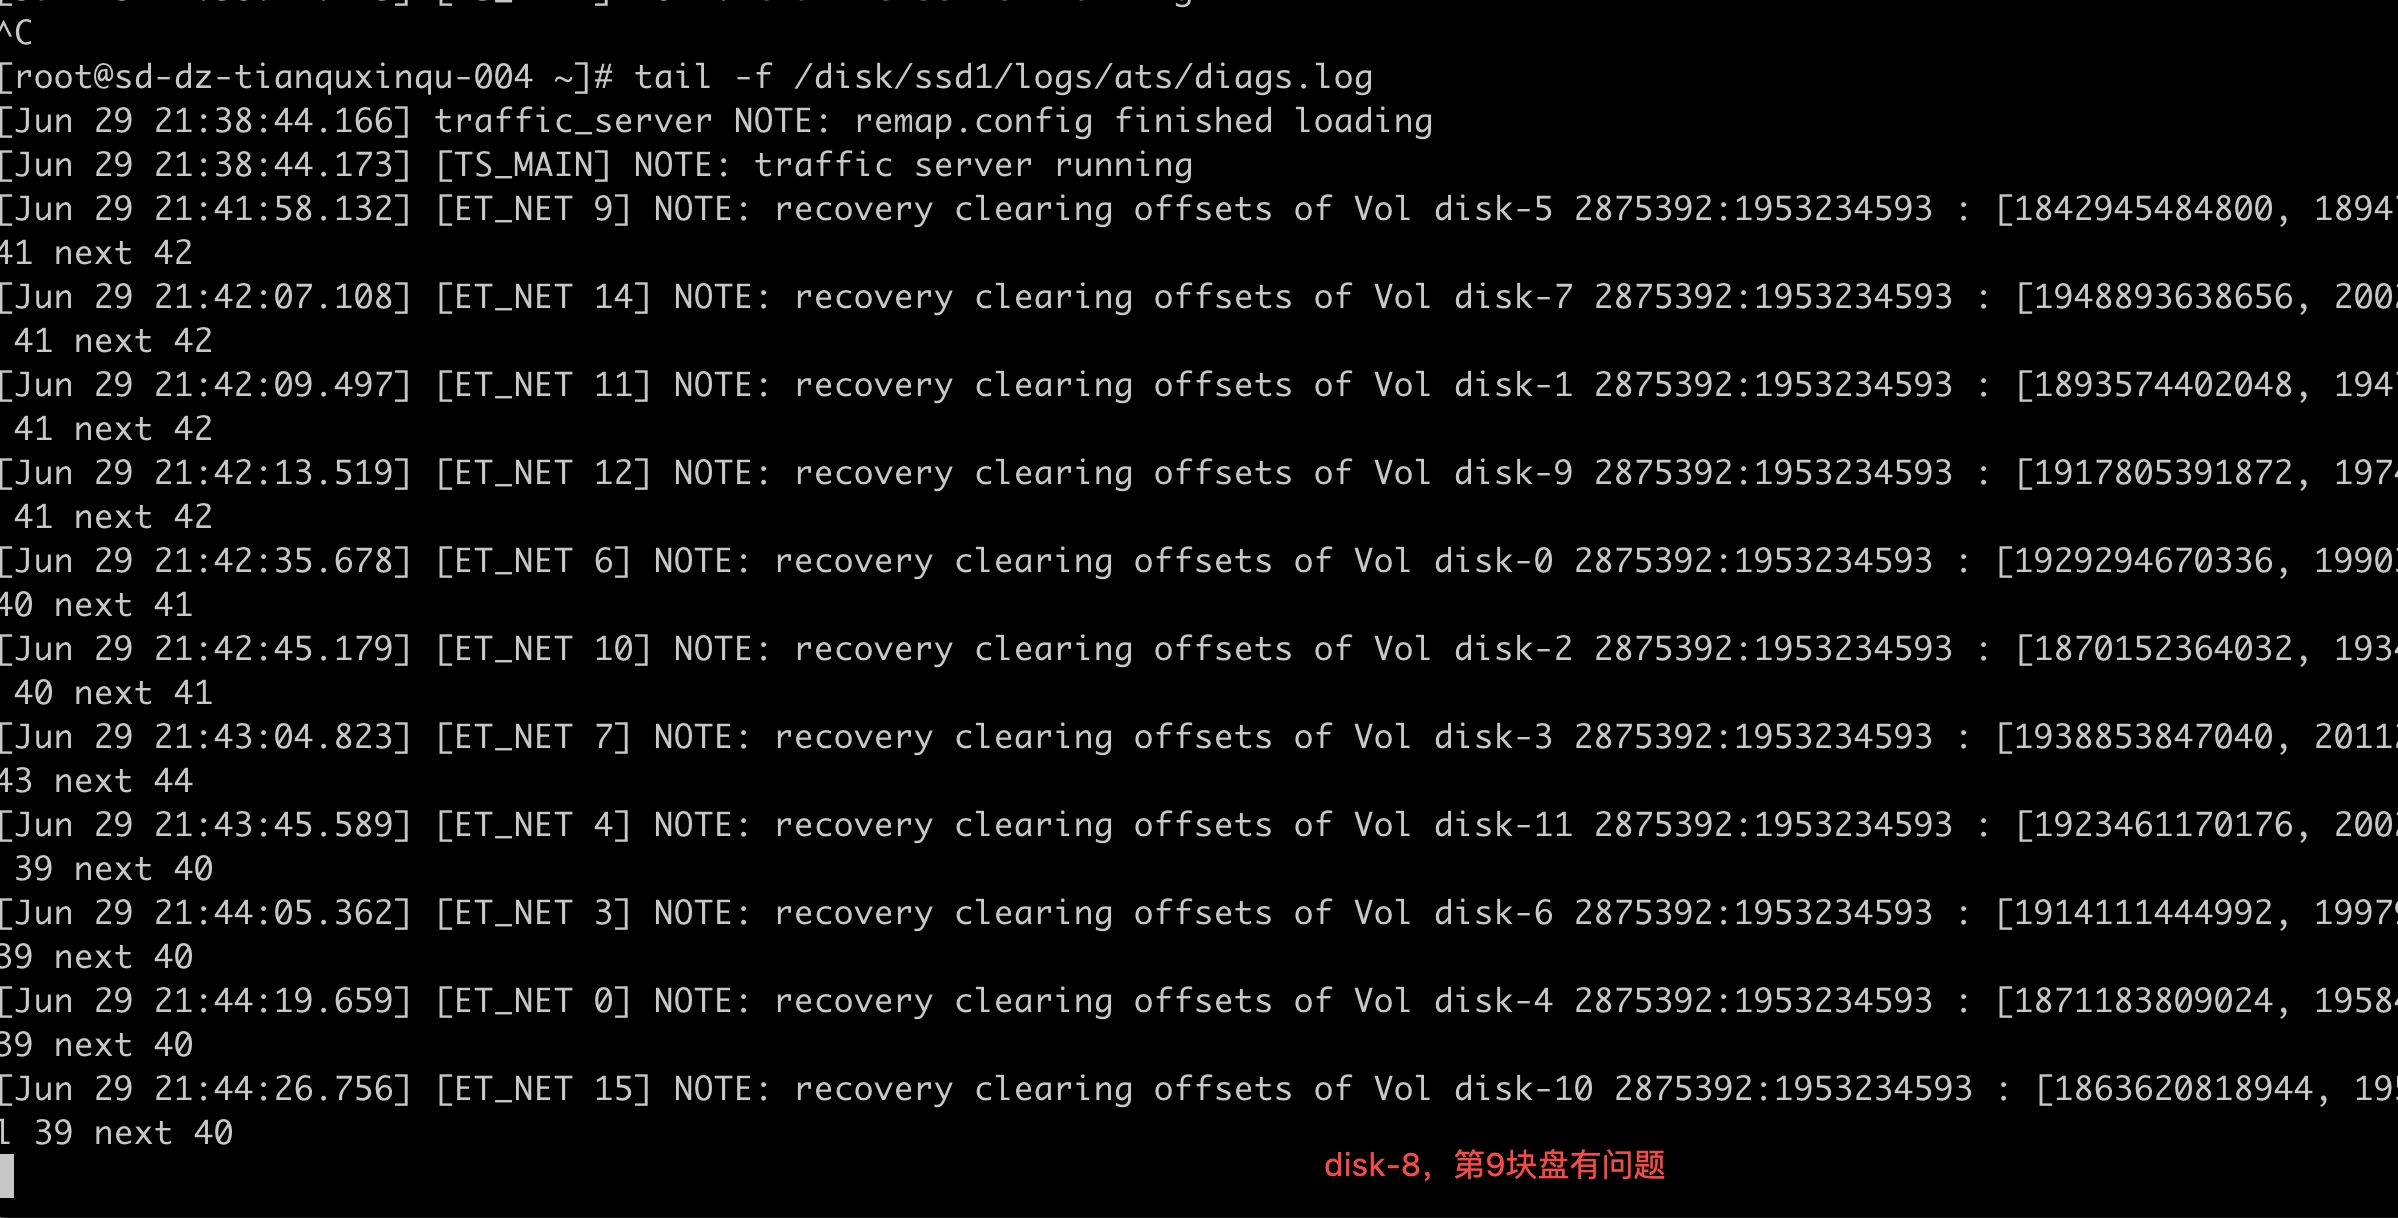 ^C
[root@sd-dz-tianquxinqu-004 ~]# tail -f /disk/ssd1/logs/ats/diags.log
[Jun 29 21:38:44.166] traffic_server NOTE: remap.config finished loading
[Jun 29 21:38:44.173] [TS_MAIN] NOTE: traffic server running
[Jun 29 21:41:58.132] [ET_NET 9] NOTE: recovery clearing offsets of Vol disk-5 2875392:1953234593 : [1842945484800, 1894
41 next 42
[Jun 29 21:42:07.108] [ET_NET 14] NOTE: recovery clearing offsets of Vol disk-7 2875392:1953234593 : [1948893638656, 200
41 next 42
[Jun 29 21:42:09.497] [ET_NET 11] NOTE: recovery clearing offsets of Vol disk-1 2875392:1953234593 : [1893574402048, 194
41 next 42
[Jun 29 21:42:13.519] [ET_NET 12] NOTE: recovery clearing offsets of Vol disk-9 2875392:1953234593 : [1917805391872, 197
41 next 42
[Jun 29 21:42:35.678] [ET_NET 6] NOTE: recovery clearing offsets of Vol disk-0 2875392:1953234593 : [1929294670336, 1990
40 next 41
[Jun 29 21:42:45.179] [ET_NET 10] NOTE: recovery clearing offsets of Vol disk-2 2875392:1953234593 : [1870152364032, 193
40 next 41
[Jun 29 21:43:04.823] [ET_NET 7] NOTE: recovery clearing offsets of Vol disk-3 2875392:1953234593 : [1938853847040, 2011
43 next 44
[Jun 29 21:43:45.589] [ET_NET 4] NOTE: recovery clearing offsets of Vol disk-11 2875392:1953234593 : [1923461170176, 200
39 next 40
[Jun 29 21:44:05.362] [ET_NET 3] NOTE: recovery clearing offsets of Vol disk-6 2875392:1953234593 : [1914111444992, 1997
39 next 40
[Jun 29 21:44:19.659] [ET_NET 0] NOTE: recovery clearing offsets of Vol disk-4 2875392:1953234593 : [1871183809024, 1958
39 next 40
[Jun 29 21:44:26.756] [ET_NET 15] NOTE: recovery clearing offsets of Vol disk-10 2875392:1953234593 : [1863620818944, 19
l 39 next 40
disk-8，第9块盘有问题